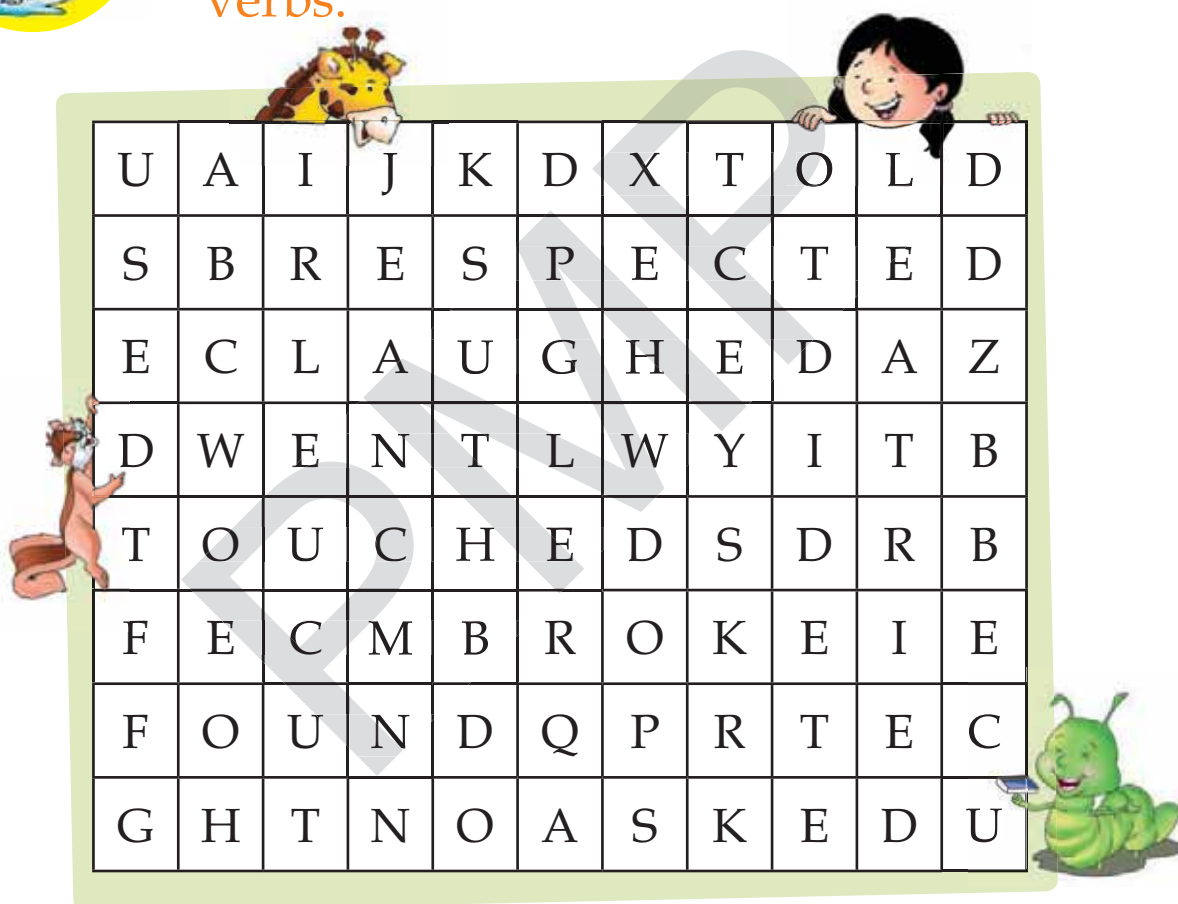 verbs.
U A I J K D X T O L D
S B R E S P E C T E D
E C L A U G H E D A Z
D W E N T L W Y I T B
T O U C H E D S D R B
F E C M B R O K E I E
F O U N D Q P R T E C
G H T N O A S K E D U
PMP